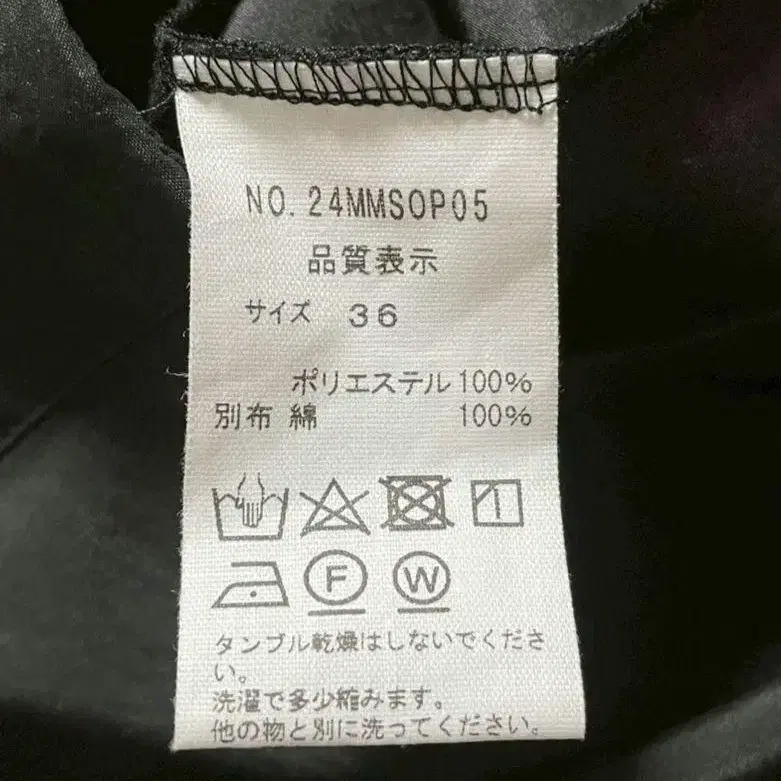 NO.24MMSOP05
品質表示
サイズ 36
ポリエステル100%
別布 綿 100%
F W
タンブル乾燥はしないでくださ
い。
洗濯で多少縮みます。
他の物と別に洗ってください。